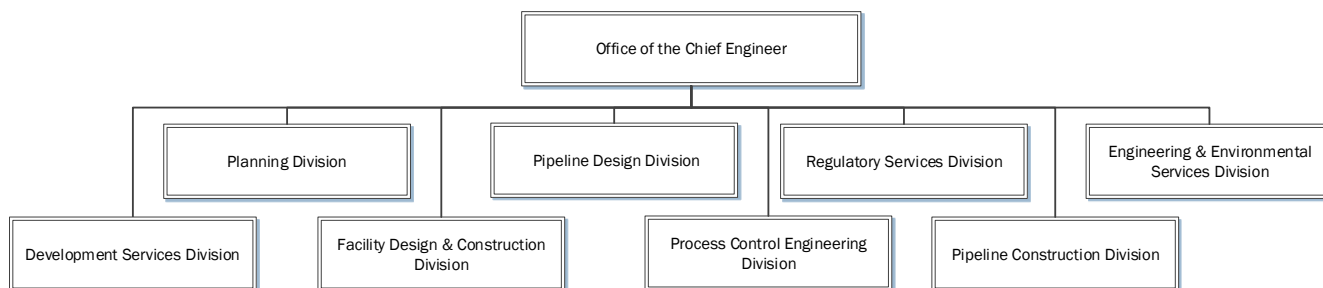 Office of the Chief Engineer
Planning Division
Pipeline Design Division
Regulatory Services Division
Engineering & Environmental
Services Division
Development Services Division
Facility Design & Construction
Division
Process Control Engineering
Division
Pipeline Construction Division